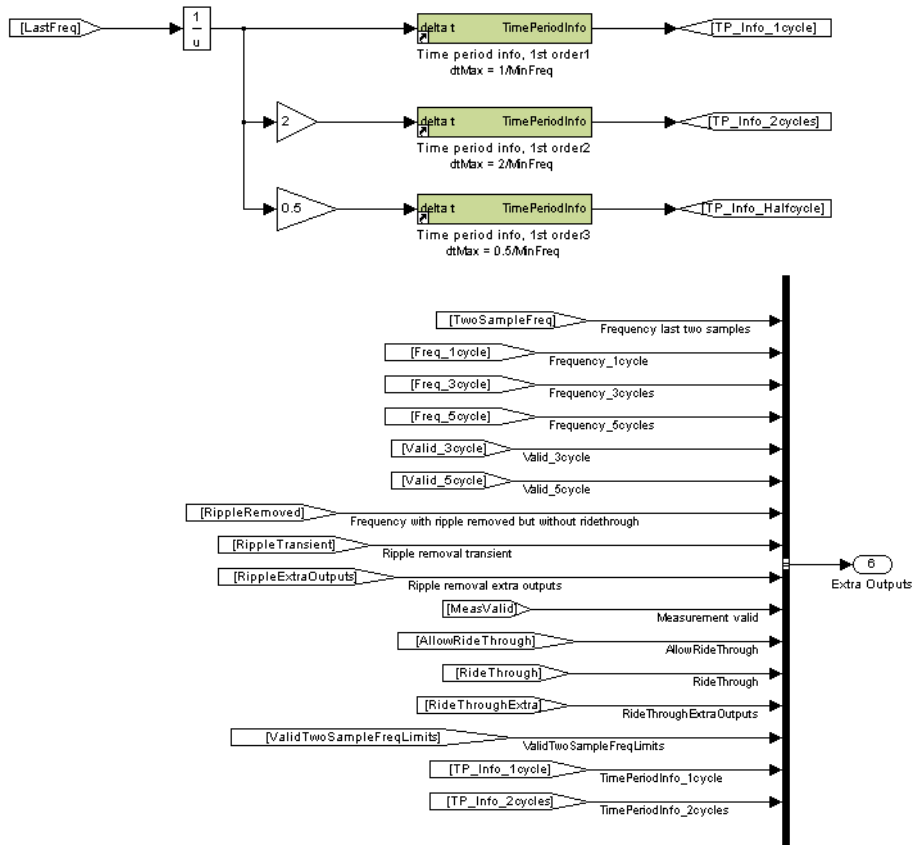 [LastFreq]
1
u
delta t TimePeriodInfo
[TP_Info_1cycle]
Time period info, 1st order1
dtMax = 1/MinFreq
2
delta t TimePeriodInfo
[TP_Info_2cycles]
Time period info, 1st order2
dtMax = 2/MinFreq
0.5
delta t TimePeriodInfo
[TP_Info_Halfcycle]
Time period info, 1st order3
dtMax = 0.5/MinFreq
[TwoSampleFreq]
Frequency last two samples
[Freq_1cycle]
Frequency_1cycle
[Freq_3cycle]
Frequency_3cycles
[Freq_5cycle]
Frequency_5cycles
[Valid_3cycle]
Valid_3cycle
[Valid_5cycle]
Valid_5cycle
[RippleRemoved]
Frequency with ripple removed but without ridethrough
[RippleTransient]
Ripple removal transient
[RippleExtraOutputs]
Ripple removal extra outputs
6
Extra Outputs
[MeasValid]
Measurement valid
[AllowRideThrough]
AllowRideThrough
[RideThrough]
RideThrough
[RideThroughExtra]
RideThroughExtraOutputs
[ValidTwoSampleFreqLimits]
ValidTwoSampleFreqLimits
[TP_Info_1cycle]
TimePeriodInfo_1cycle
[TP_Info_2cycles]
TimePeriodInfo_2cycles